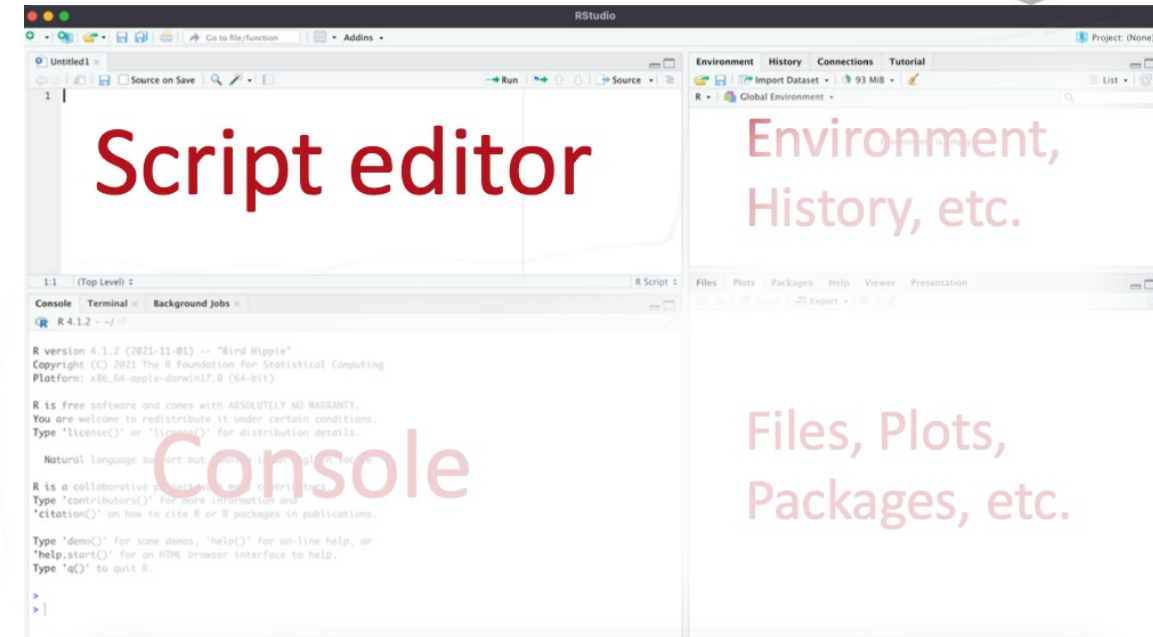 RStudio
Go to file/function
Addins
Project: (None)
Untitled1
Source on Save
Run
Source
1
Script editor
1:1 (Top Level) R Script
Environment History Connections Tutorial
Import Dataset 93 MiB List
R Global Environment
Environment,
History, etc.
Console Terminal Background Jobs
R 4.1.2 · ~/
R version 4.1.2 (2021-11-01) -- "Bird Hippie"
Copyright (C) 2021 The R Foundation for Statistical Computing
Platform: x86_64-apple-darwin17.0 (64-bit)
R is free software and comes with ABSOLUTELY NO WARRANTY.
You are welcome to redistribute it under certain conditions.
Type 'license()' or 'licence()' for distribution details.
Natural language support but
R is a collaborative
Type 'contributors()' for more information and
'citation()' on how to cite R or R packages in publications.
Type 'demo()' for some demos, 'help()' for on-line help, or
'help.start()' for an HTML browser interface to help.
Type 'q()' to quit R.
>
>
Console
Files Plots Packages Help Viewer Presentation
Zoom Export
Files, Plots,
Packages, etc.